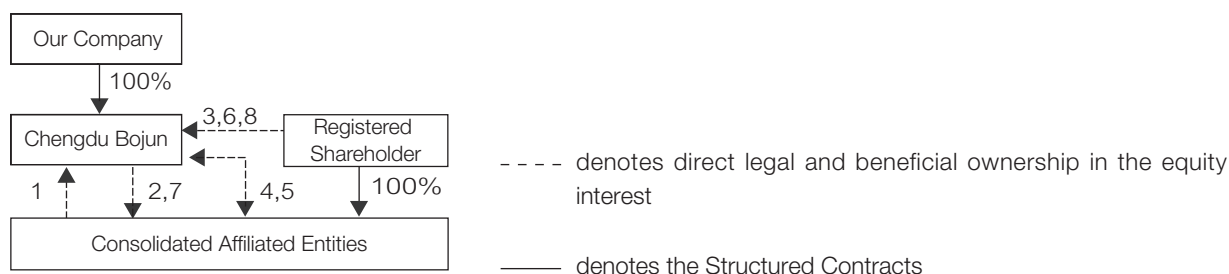 Our Company
100%
Chengdu Bojun
3,6,8
Registered
Shareholder
1
2,7
4,5
100%
Consolidated Affiliated Entities
denotes direct legal and beneficial ownership in the equity
interest
denotes the Structured Contracts